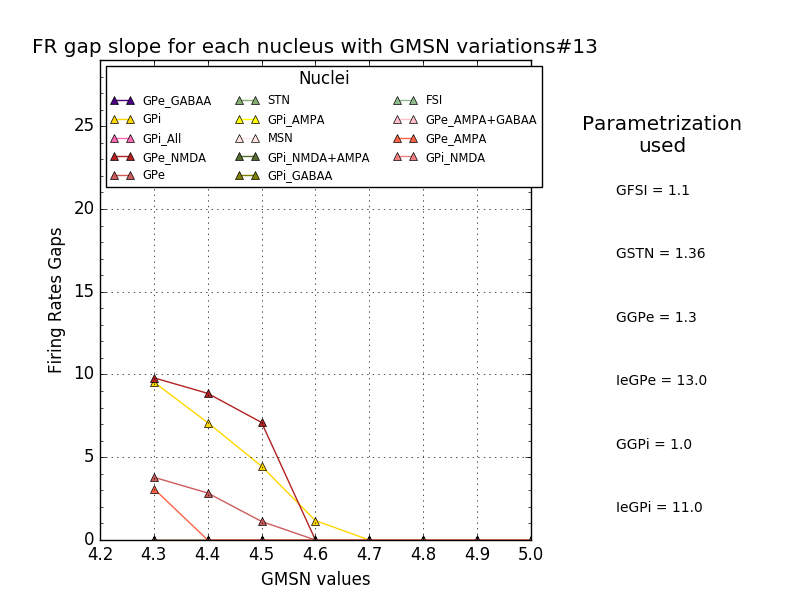 FR gap slope for each nucleus with GMSN variations#13
Nuclei
GPe_GABAA
GPi
GPi_All
GPe_NMDA
GPe
STN
GPi_AMPA
MSN
GPi_NMDA+AMPA
GPi_GABAA
FSI
GPe_AMPA+GABAA
GPe_AMPA
GPi_NMDA
Firing Rates Gaps
25
20
15
10
5
0
4.2 4.3 4.4 4.5 4.6 4.7 4.8 4.9 5.0
GMSN values
Parametrization
used
GFSI = 1.1
GSTN = 1.36
GGPe = 1.3
IeGPe = 13.0
GGPi = 1.0
IeGPi = 11.0